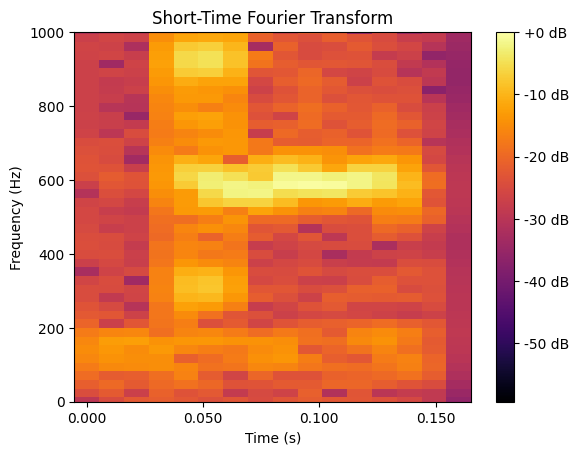 Short-Time Fourier Transform
Frequency (Hz)
1000
800
600
400
200
0
0.000
0.050
0.100
0.150
Time (s)
+0 dB
-10 dB
-20 dB
-30 dB
-40 dB
-50 dB